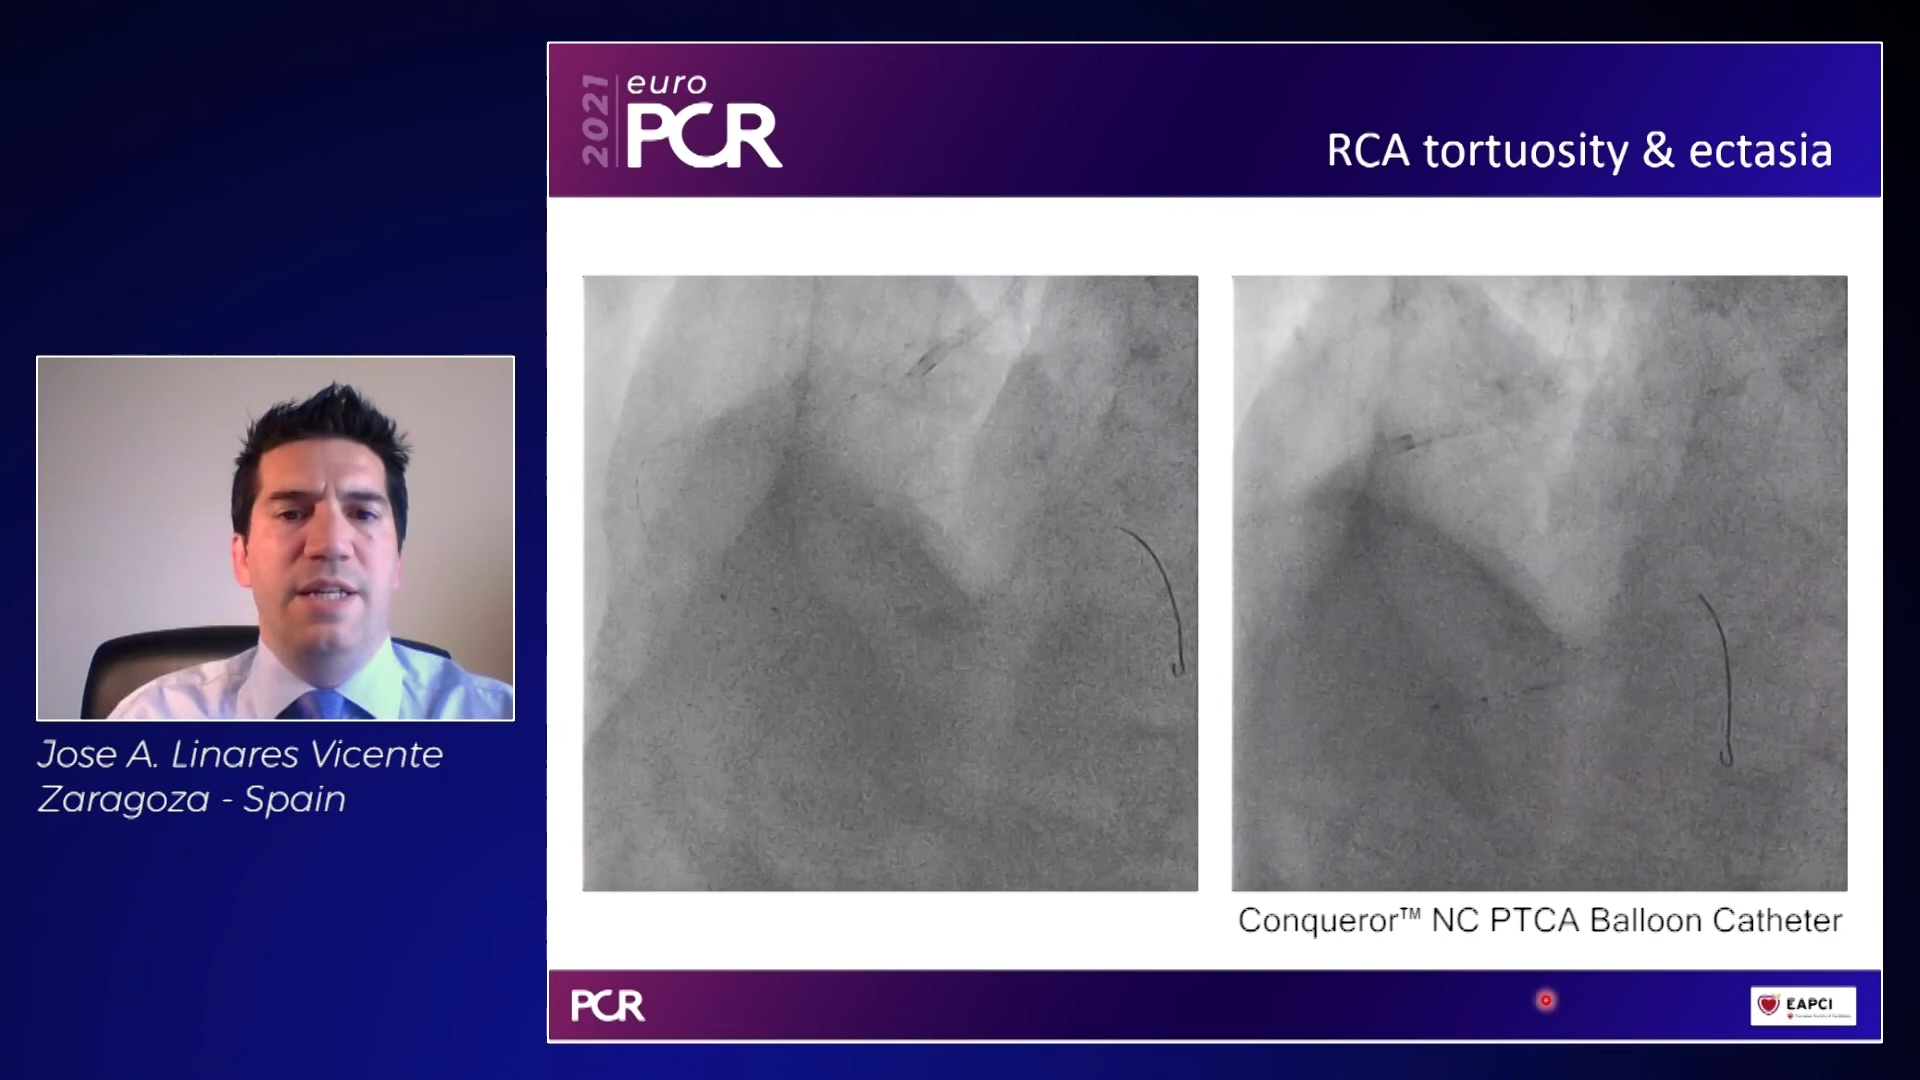 2021
euro
PCR
RCA tortuosity & ectasia
Jose A. Linares Vicente
Zaragoza - Spain
Conqueror™ NC PTCA Balloon Catheter
PCR
EAPCI